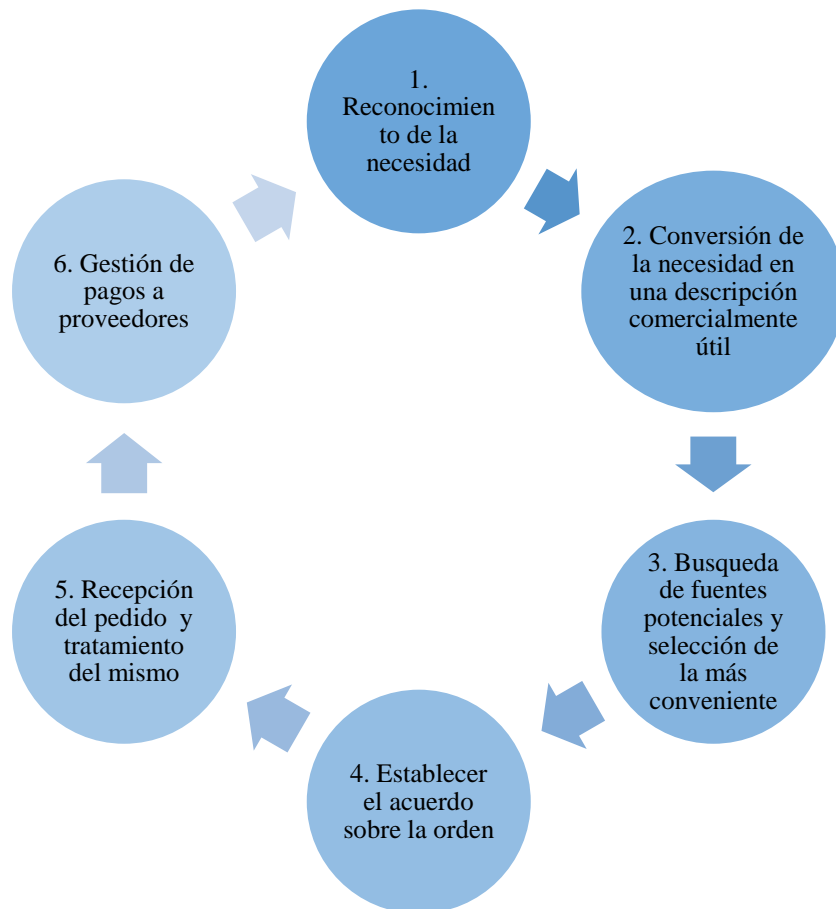 1.
Reconocimien
to de la
necesidad
2. Conversión de
la necesidad en
una descripción
comercialmente
útil
3. Busqueda
de fuentes
potenciales y
selección de
la más
conveniente
4. Establecer
el acuerdo
sobre la orden
5. Recepción
del pedido  y
tratamiento
del mismo
6. Gestión de
pagos a
proveedores